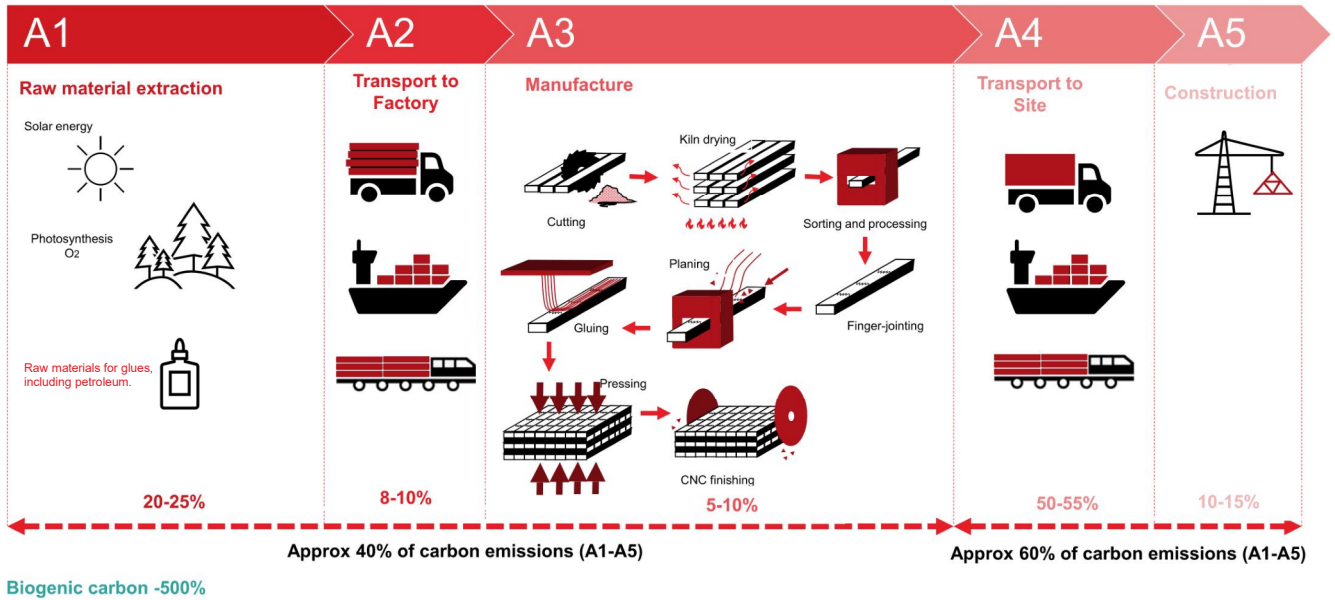 A1
A2
A3
A4
A5
Raw material extraction
Transport to
Factory
Manufacture
Transport to
Site
Construction
Solar energy
Photosynthesis
O2
Raw materials for glues,
including petroleum.
Cutting
Kiln drying
Sorting and processing
Finger-jointing
Planing
Gluing
Pressing
CNC finishing
20-25%
8-10%
5-10%
50-55%
10-15%
Approx 40% of carbon emissions (A1-A5)
Approx 60% of carbon emissions (A1-A5)
Biogenic carbon -500%